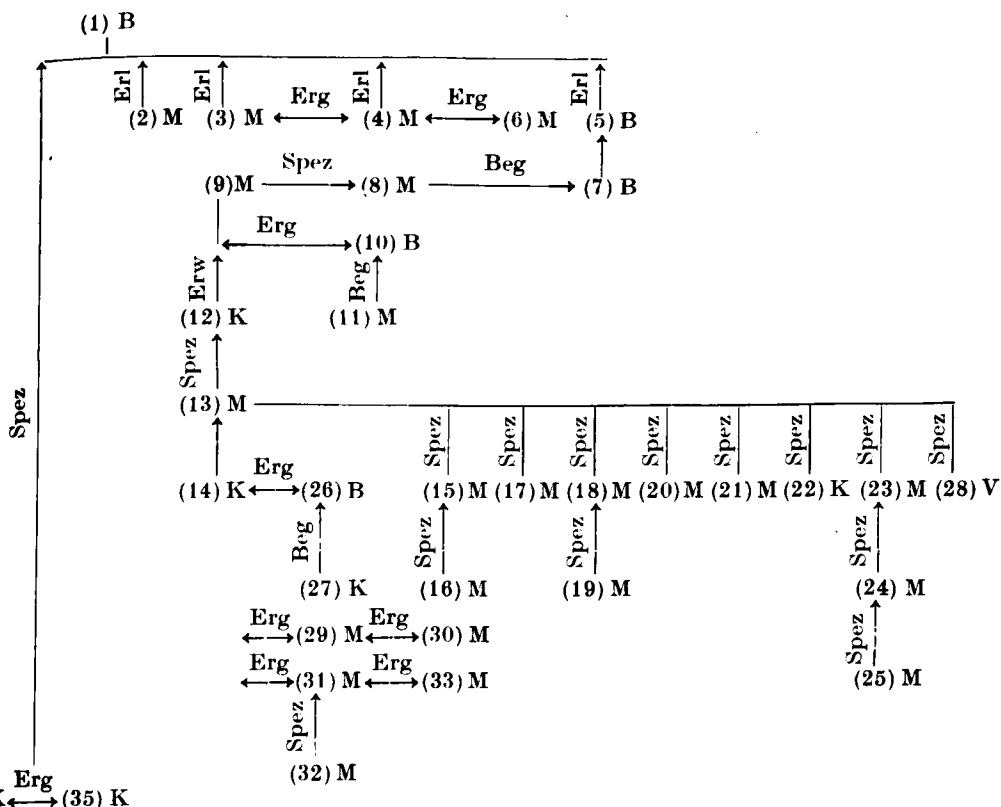 (1) B
Erl Erl Erl Erl
Erg Erg
(2) M (3) M (4) M (6) M (5) B
Spez Beg
(9) M (8) M (7) B
Erg
(10) B
Erw Beg
(12) K (11) M
Spez
Spez
(13) M
Spez Spez Spez Spez Spez Spez Spez Spez
Erg
(14) K (26) B (15) M (17) M (18) M (20) M (21) M (22) K (23) M (28) V
Beg Spez Spez Spez
(27) K (16) M (19) M (24) M
Erg Erg
(29) M (30) M
Spez
Erg Erg
(31) M (33) M (25) M
Spez
(32) M
Erg
K (35) K